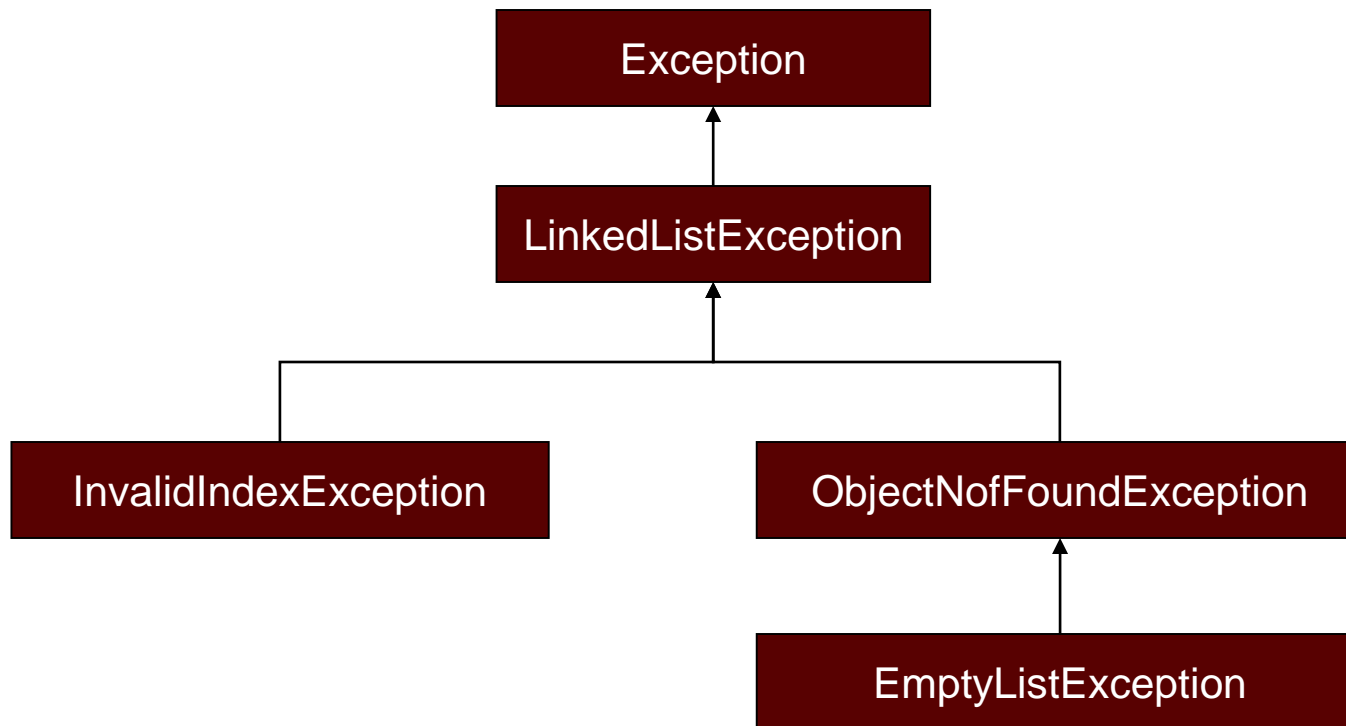 Exception
LinkedListException
InvalidIndexException
ObjectNofFoundException
EmptyListException